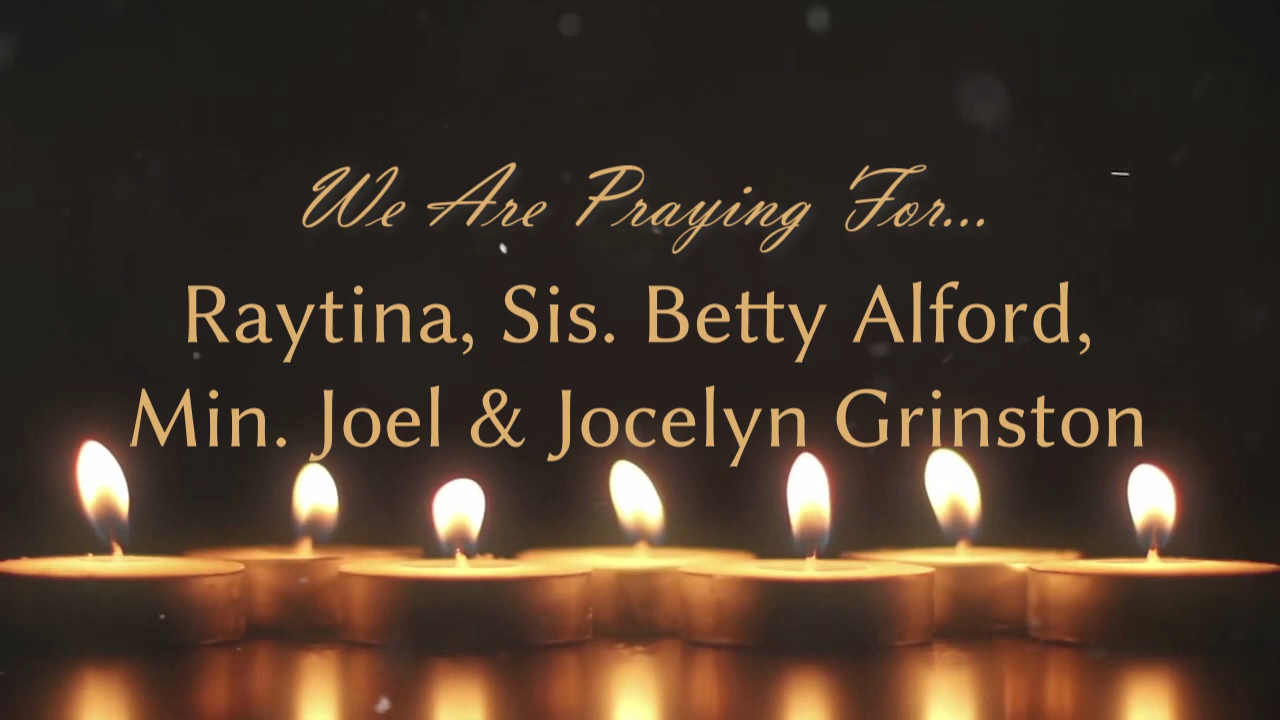 We Are Praying For...
Raytina, Sis. Betty Alford,
Min. Joel & Jocelyn Grinston